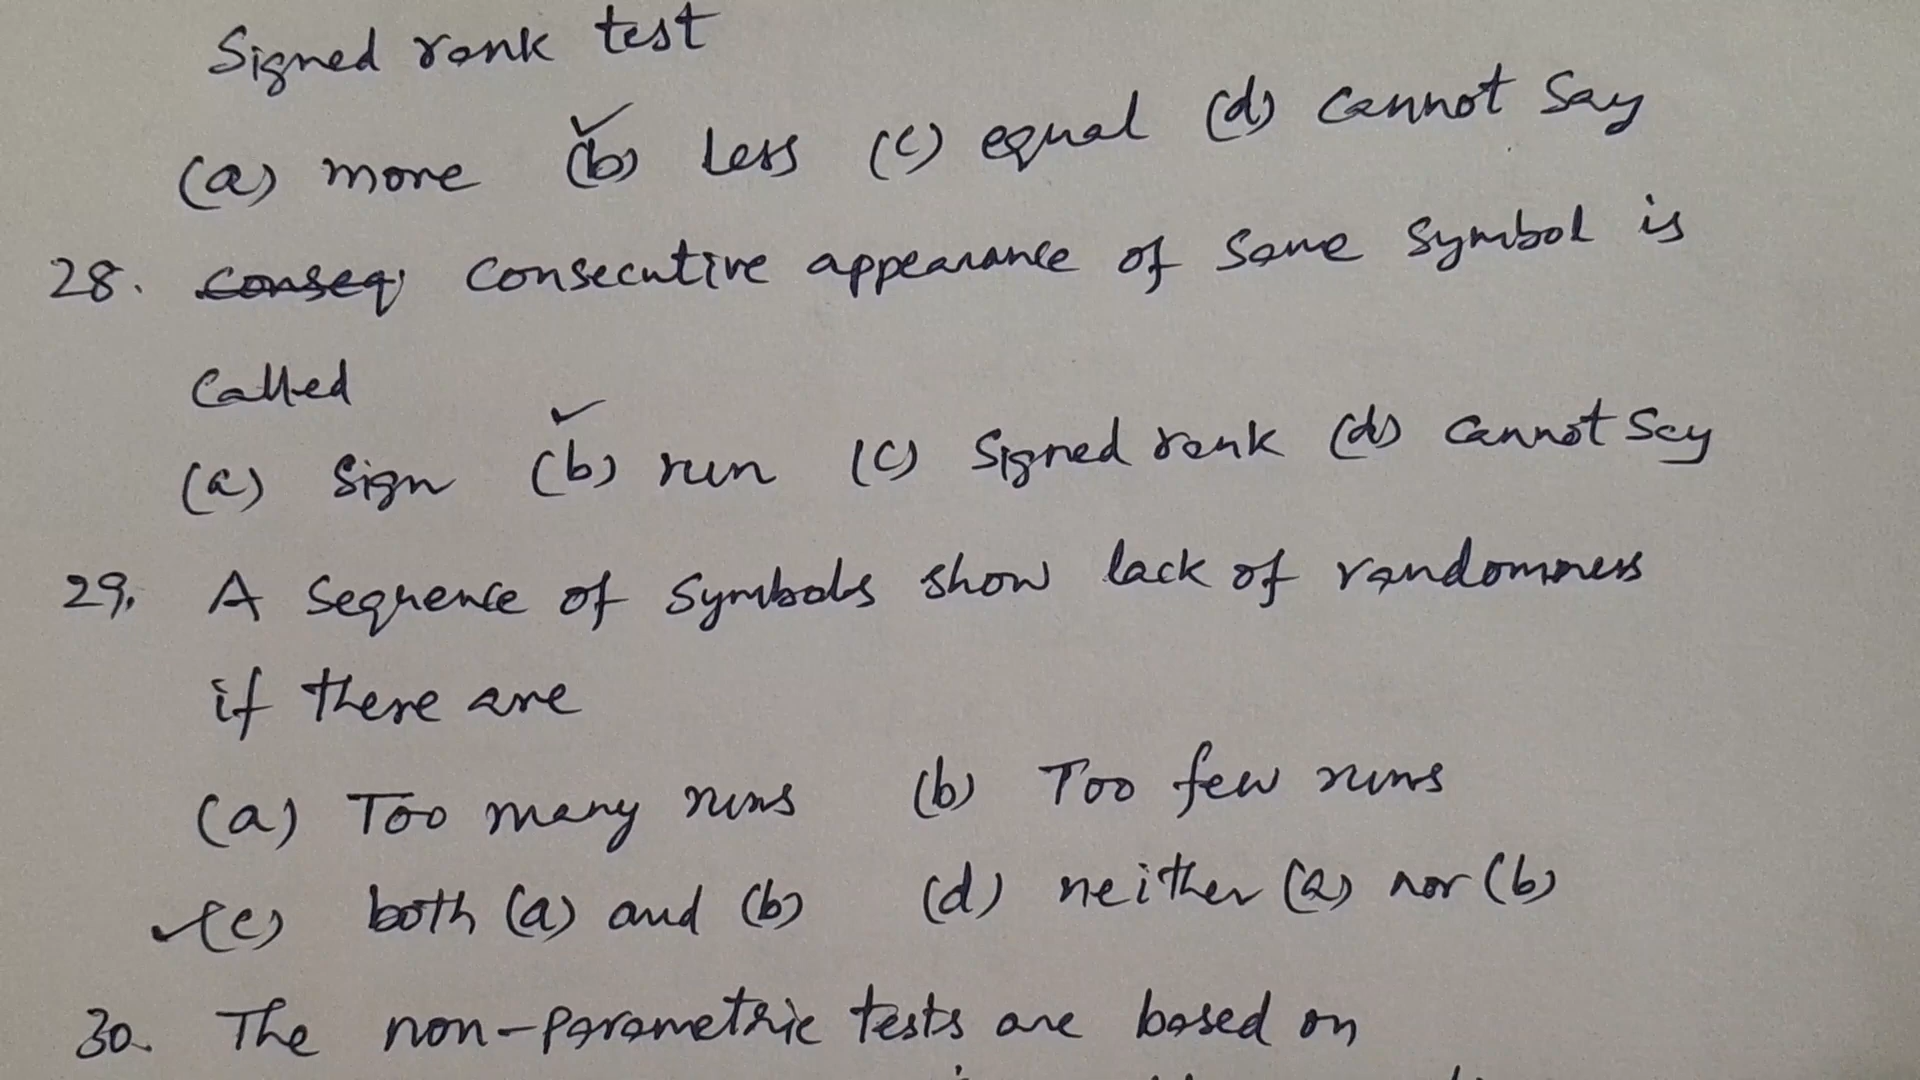 Signed rank test
(a) more (b) Less (c) equal (d) cannot say
28. conseq consecutive appearance of same symbol is
called
(a) sign (b) run (c) signed rank (d) cannot say
29. A sequence of symbols show lack of randomness
if there are
(a) Too many runs (b) Too few runs
(c) both (a) and (b) (d) neither (a) nor (b)
30. The non-parametric tests are based on